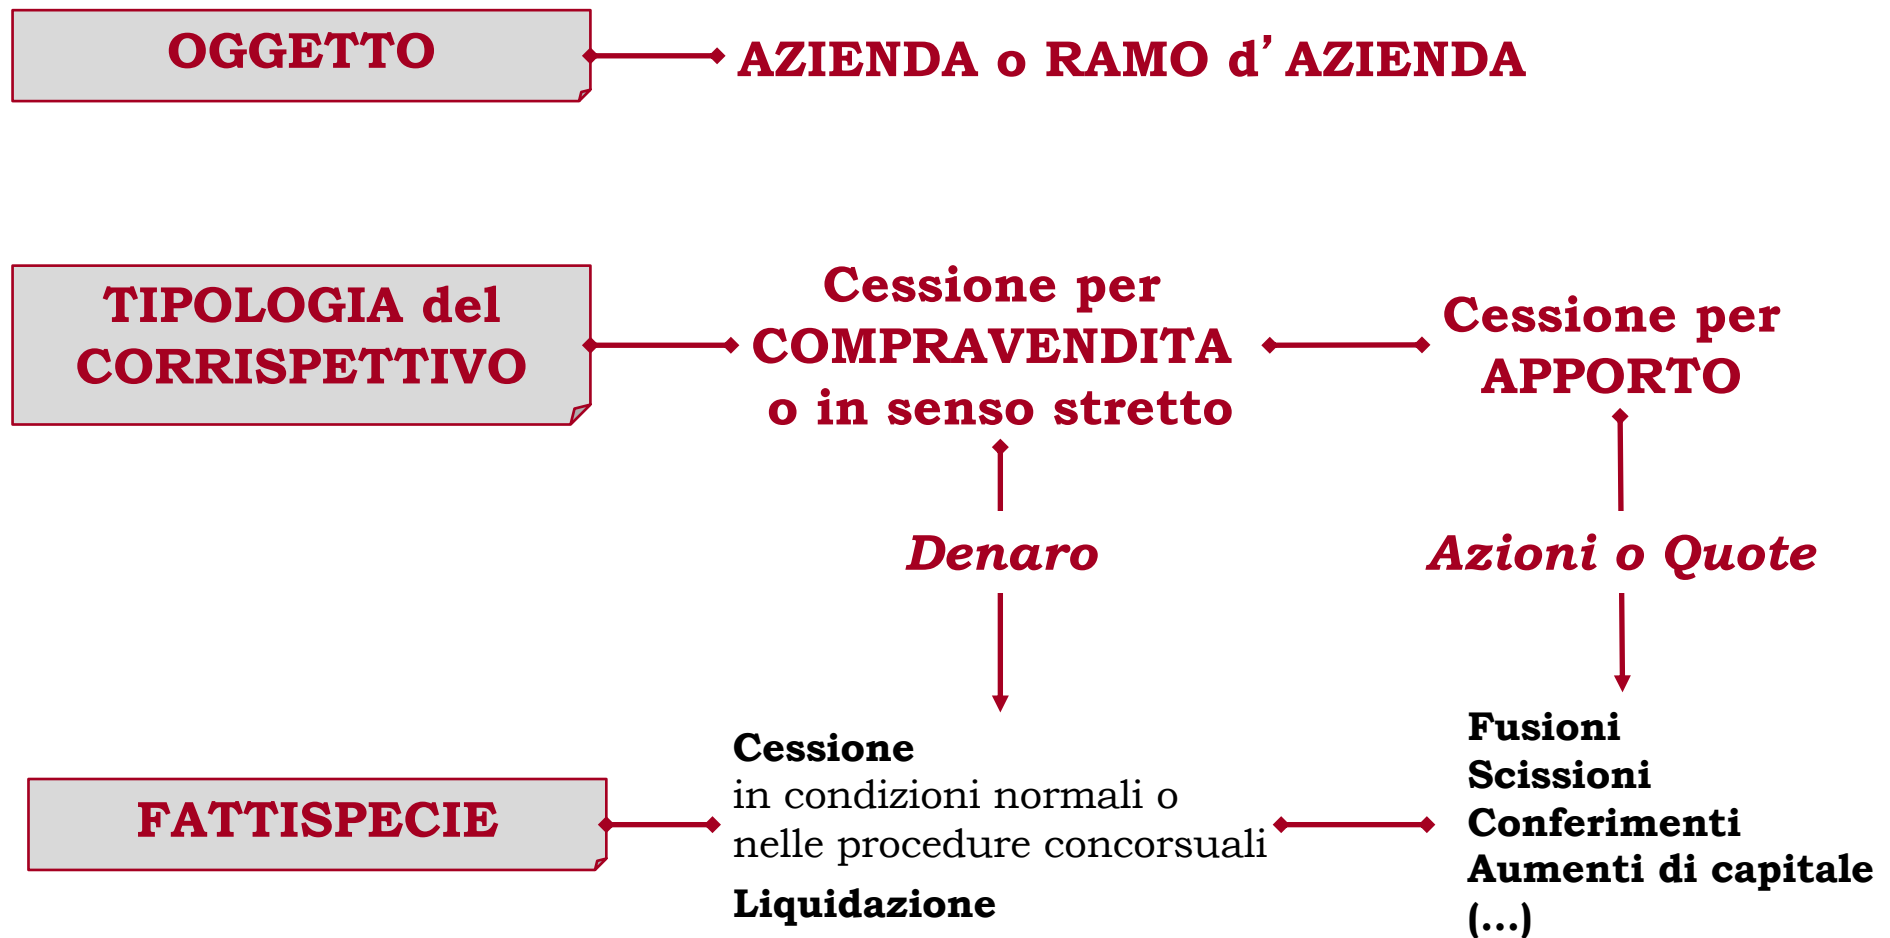 OGGETTO
AZIENDA o RAMO d’ AZIENDA
TIPOLOGIA del
CORRISPETTIVO
Cessione per
COMPRAVENDITA
o in senso stretto
Cessione per
APPORTO
Denaro
Azioni o Quote
FATTISPECIE
Cessione
in condizioni normali o
nelle procedure concorsuali
Liquidazione
Fusioni
Scissioni
Conferimenti
Aumenti di capitale
(…)